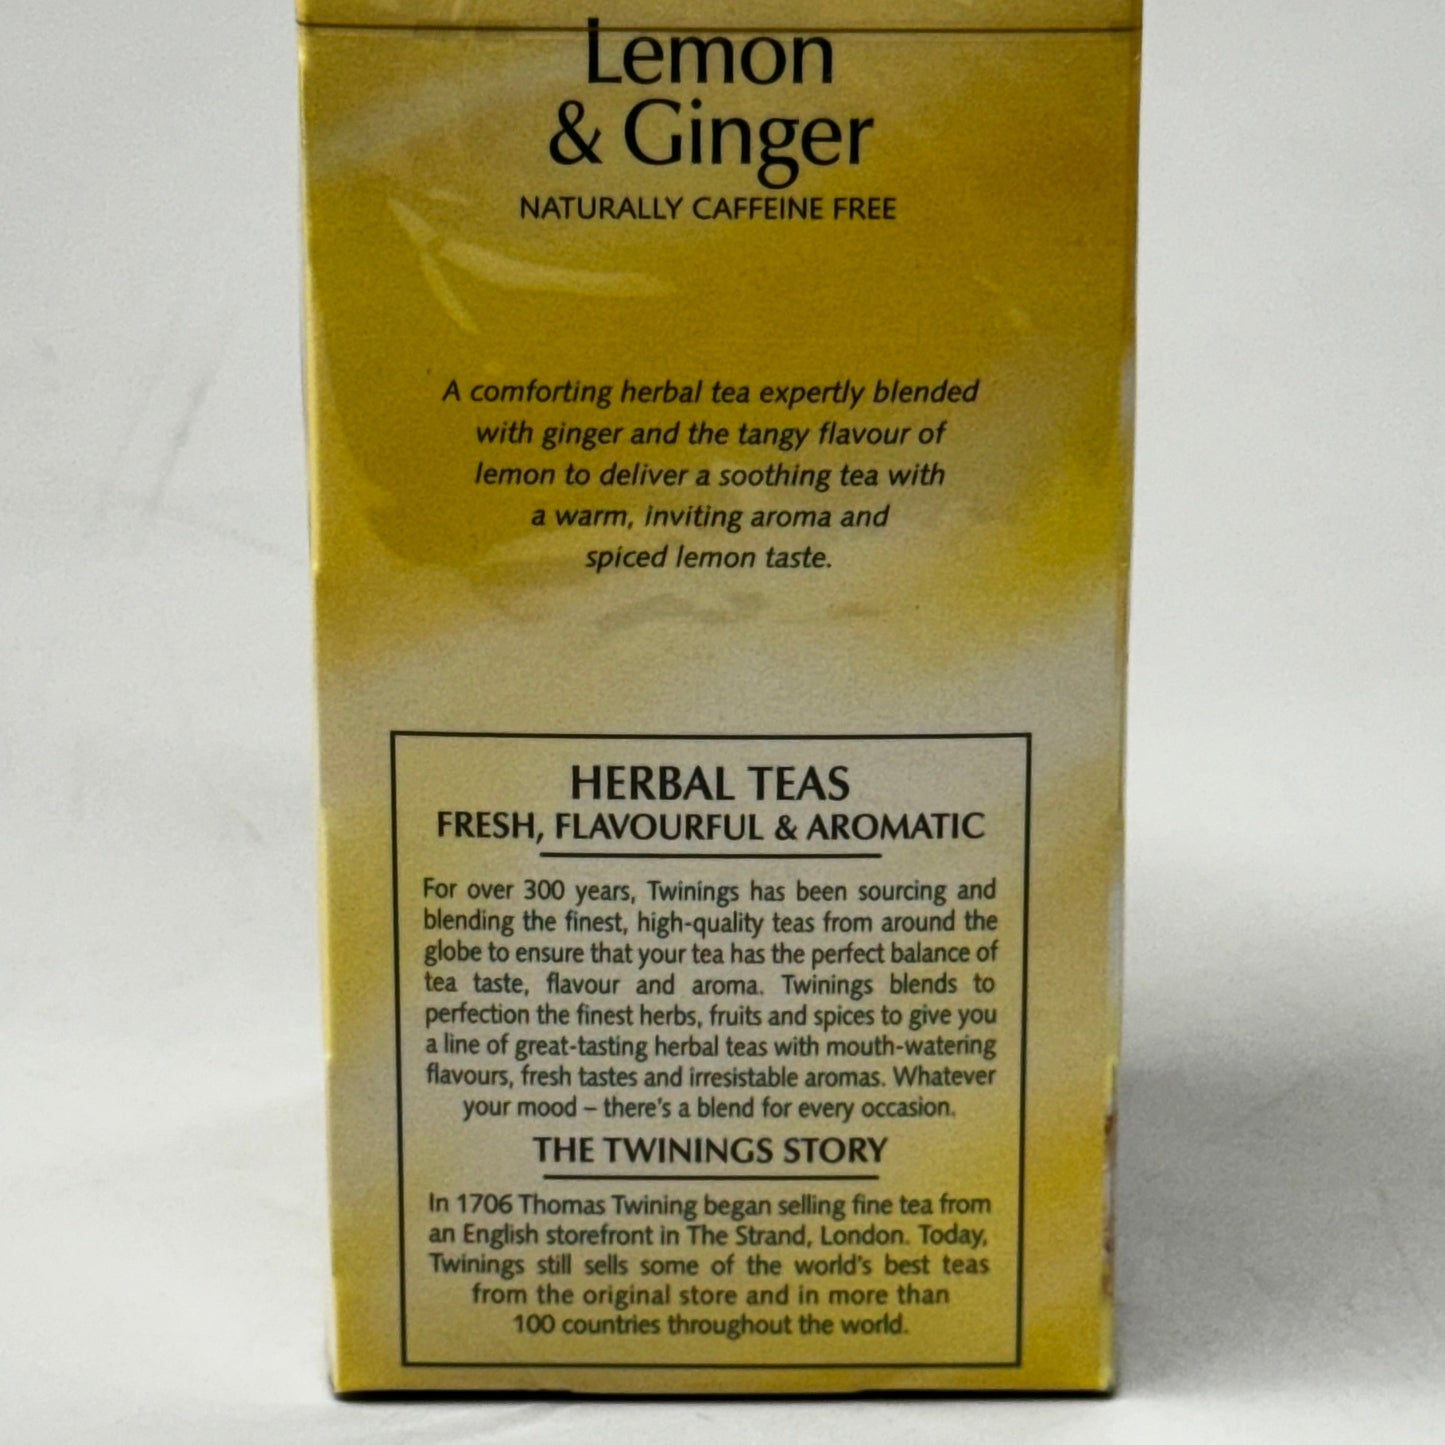 Lemon
& Ginger
NATURALLY CAFFEINE FREE
A comforting herbal tea expertly blended
with ginger and the tangy flavour of
lemon to deliver a soothing tea with
a warm, inviting aroma and
spiced lemon taste.
HERBAL TEAS
FRESH, FLAVOURFUL & AROMATIC
For over 300 years, Twinings has been sourcing and
blending the finest, high-quality teas from around the
globe to ensure that your tea has the perfect balance of
tea taste, flavour and aroma. Twinings blends to
perfection the finest herbs, fruits and spices to give you
a line of great-tasting herbal teas with mouth-watering
flavours, fresh tastes and irresistable aromas. Whatever
your mood – there's a blend for every occasion.
THE TWININGS STORY
In 1706 Thomas Twining began selling fine tea from
an English storefront in The Strand, London. Today,
Twinings still sells some of the world's best teas
from the original store and in more than
100 countries throughout the world.